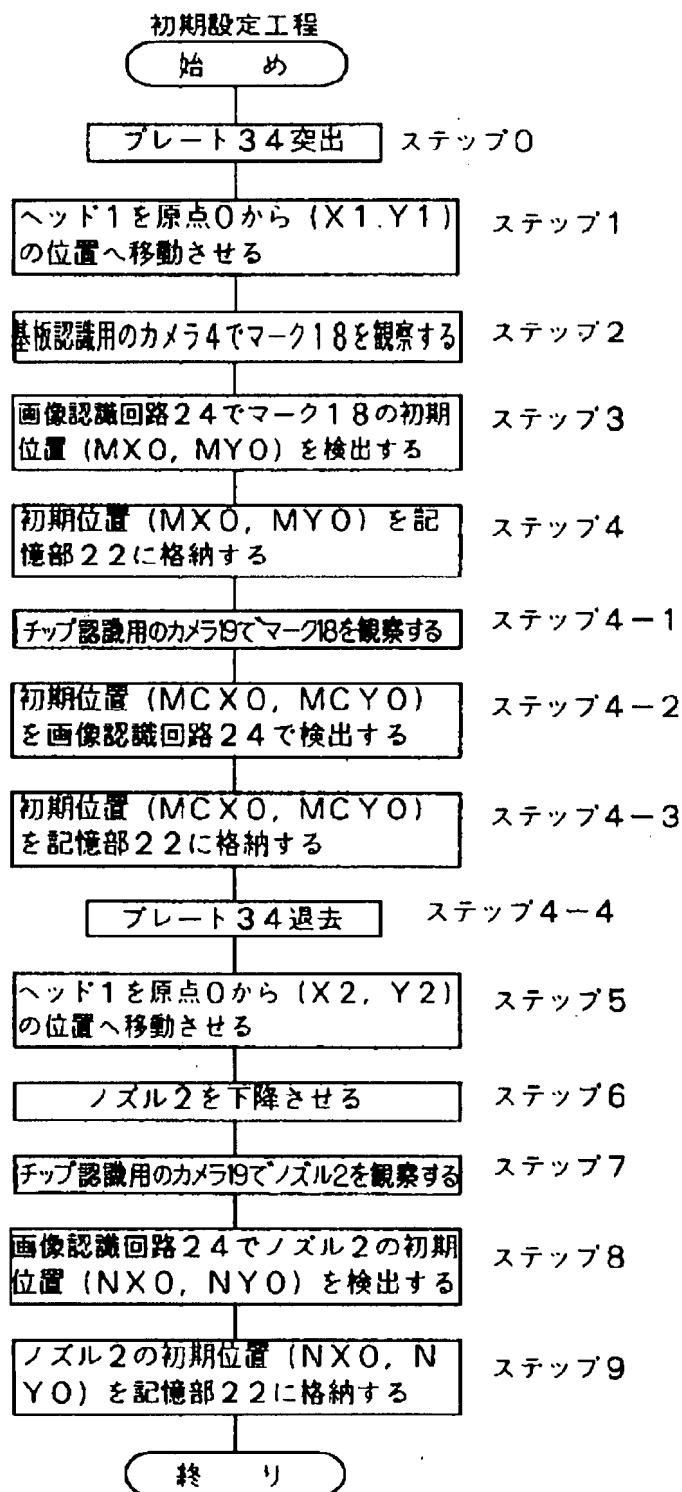 初期設定工程
始 め
プレート34突出 ステップ0
ヘッド1を原点0から(X1.Y1) ステップ1
の位置へ移動させる
基板認識用のカメラ4でマーク18を観察する ステップ2
画像認識回路24でマーク18の初期 ステップ3
位置(MX0,MY0)を検出する
初期位置(MX0,MY0)を記 ステップ4
憶部22に格納する
チップ認識用のカメラ19でマーク18を観察する ステップ4-1
初期位置(MCX0,MCY0) ステップ4-2
を画像認識回路24で検出する
初期位置(MCX0,MCY0) ステップ4-3
を記憶部22に格納する
プレート34退去 ステップ4-4
ヘッド1を原点0から(X2,Y2) ステップ5
の位置へ移動させる
ノズル2を下降させる ステップ6
チップ認識用のカメラ19でノズル2を観察する ステップ7
画像認識回路24でノズル2の初期 ステップ8
位置(NX0,NY0)を検出する
ノズル2の初期位置(NX0,N ステップ9
Y0)を記憶部22に格納する
終 り